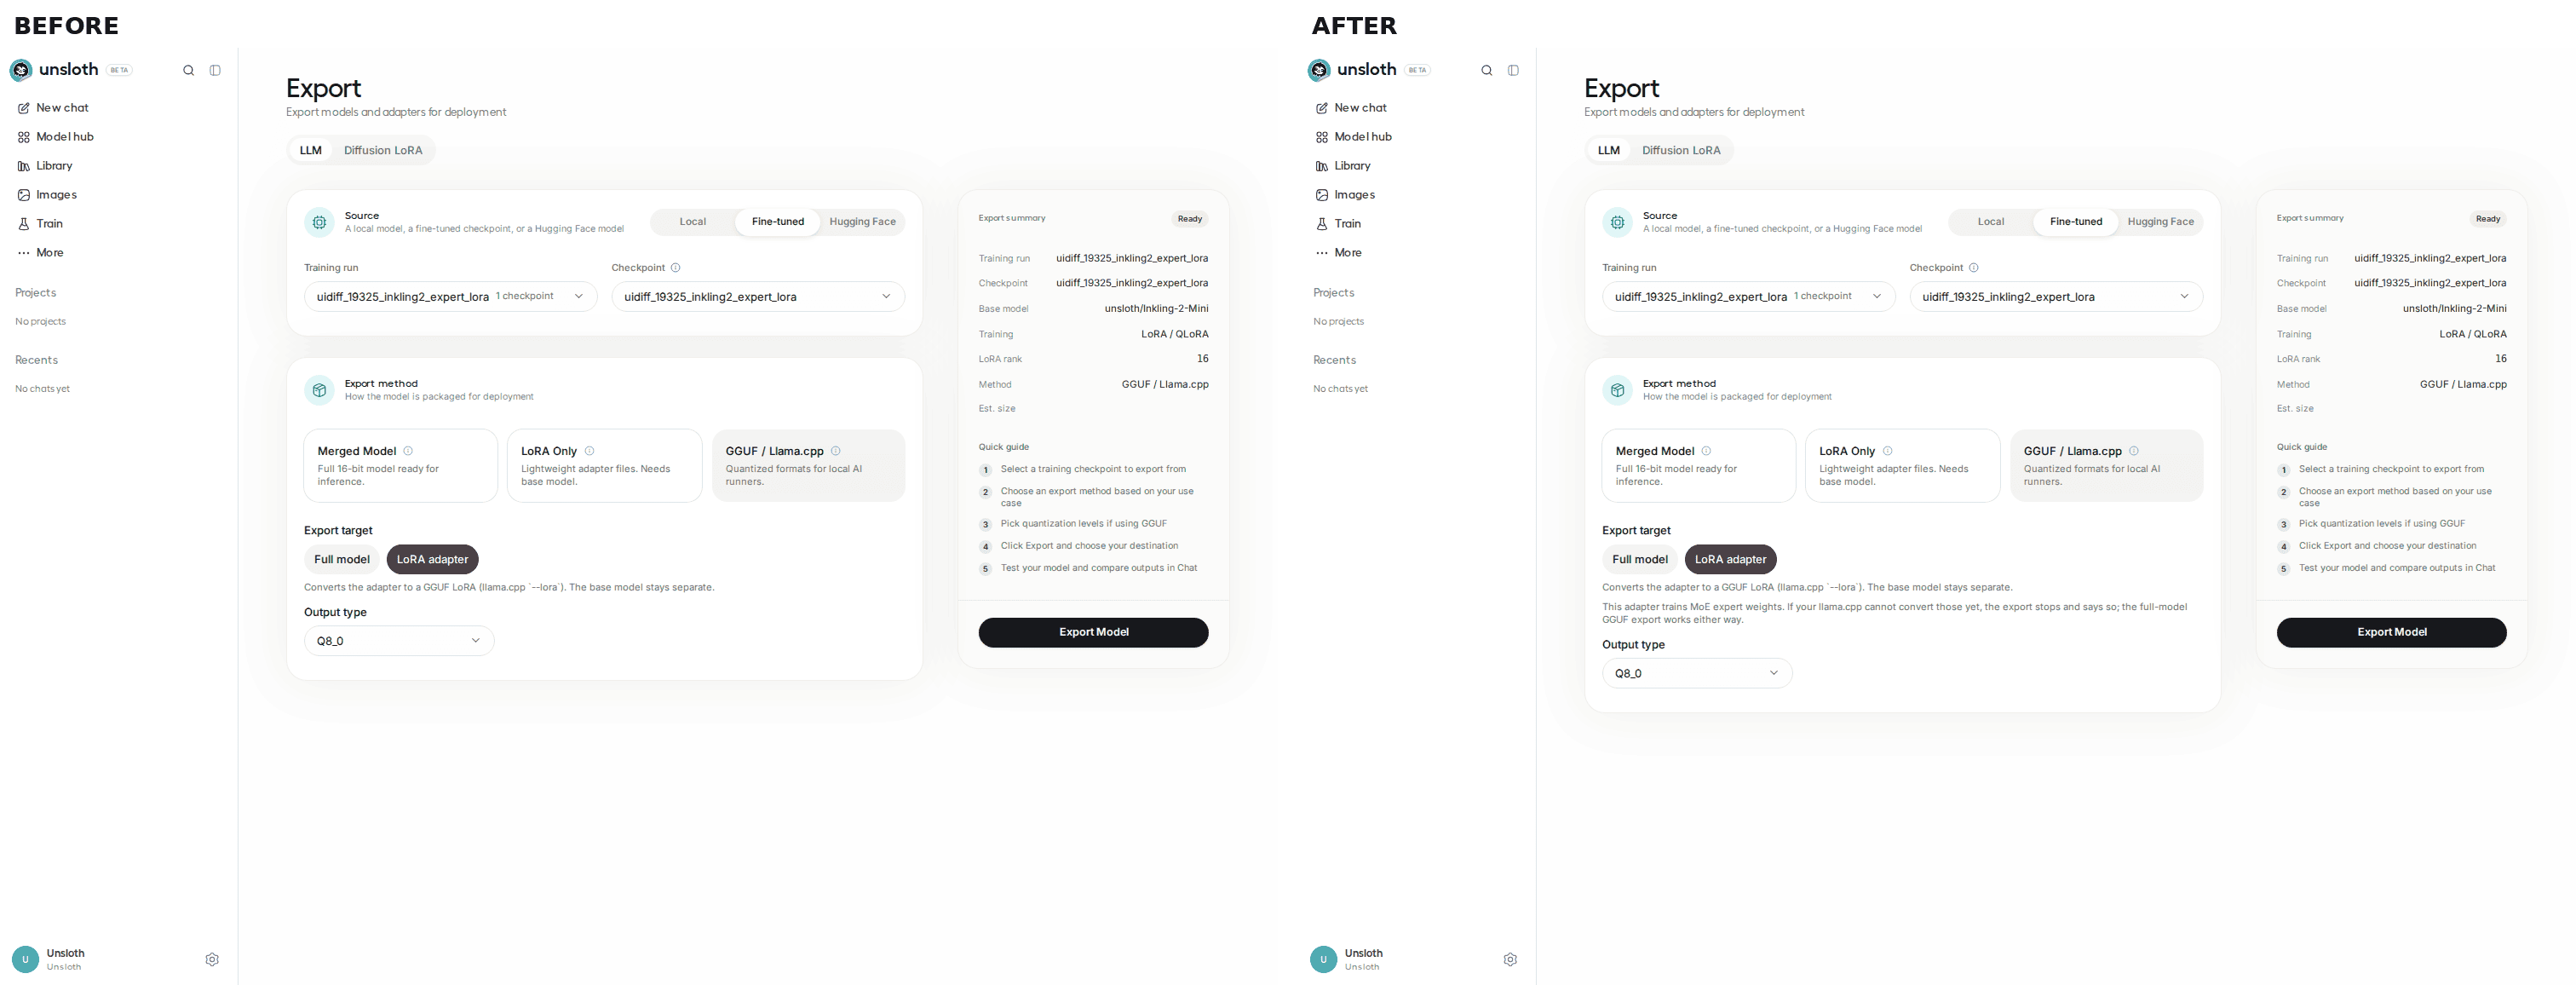 BEFORE
unsloth BETA
New chat
Model hub
Library
Images
Train
More
Projects
No projects
Recents
No chats yet
U
Unsloth
Unsloth
Export
Export models and adapters for deployment
LLM Diffusion LoRA
Source
A local model, a fine-tuned checkpoint, or a Hugging Face model
Local Fine-tuned Hugging Face
Training run Checkpoint
uidiff_19325_inkling2_expert_lora 1 checkpoint uidiff_19325_inkling2_expert_lora
Export method
How the model is packaged for deployment
Merged Model
Full 16-bit model ready for
inference.
LoRA Only
Lightweight adapter files. Needs
base model.
GGUF / Llama.cpp
Quantized formats for local AI
runners.
Export target
Full model LoRA adapter
Converts the adapter to a GGUF LoRA (llama.cpp `--lora`). The base model stays separate.
Output type
Q8_0
Export summary Ready
Training run uidiff_19325_inkling2_expert_lora
Checkpoint uidiff_19325_inkling2_expert_lora
Base model unsloth/Inkling-2-Mini
Training LoRA / QLoRA
LoRA rank 16
Method GGUF / Llama.cpp
Est. size
Quick guide
1 Select a training checkpoint to export from
2 Choose an export method based on your use
case
3 Pick quantization levels if using GGUF
4 Click Export and choose your destination
5 Test your model and compare outputs in Chat
Export Model
AFTER
unsloth BETA
New chat
Model hub
Library
Images
Train
More
Projects
No projects
Recents
No chats yet
U
Unsloth
Unsloth
Export
Export models and adapters for deployment
LLM Diffusion LoRA
Source
A local model, a fine-tuned checkpoint, or a Hugging Face model
Local Fine-tuned Hugging Face
Training run Checkpoint
uidiff_19325_inkling2_expert_lora 1 checkpoint uidiff_19325_inkling2_expert_lora
Export method
How the model is packaged for deployment
Merged Model
Full 16-bit model ready for
inference.
LoRA Only
Lightweight adapter files. Needs
base model.
GGUF / Llama.cpp
Quantized formats for local AI
runners.
Export target
Full model LoRA adapter
Converts the adapter to a GGUF LoRA (llama.cpp `--lora`). The base model stays separate.
This adapter trains MoE expert weights. If your llama.cpp cannot convert those yet, the export stops and says so; the full-model
GGUF export works either way.
Output type
Q8_0
Export summary Ready
Training run uidiff_19325_inkling2_expert_lora
Checkpoint uidiff_19325_inkling2_expert_lora
Base model unsloth/Inkling-2-Mini
Training LoRA / QLoRA
LoRA rank 16
Method GGUF / Llama.cpp
Est. size
Quick guide
1 Select a training checkpoint to export from
2 Choose an export method based on your use
case
3 Pick quantization levels if using GGUF
4 Click Export and choose your destination
5 Test your model and compare outputs in Chat
Export Model